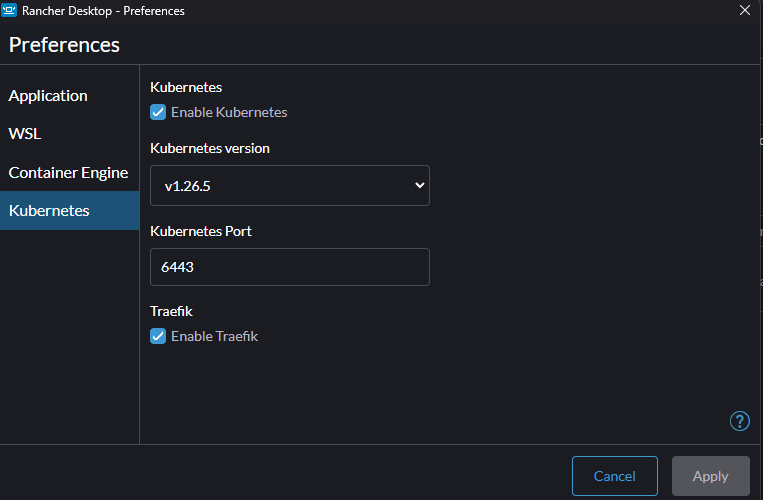 Rancher Desktop - Preferences
Preferences
Application
WSL
Container Engine
Kubernetes
Kubernetes
Enable Kubernetes
Kubernetes version
v1.26.5
Kubernetes Port
6443
Traefik
Enable Traefik
?
Cancel
Apply